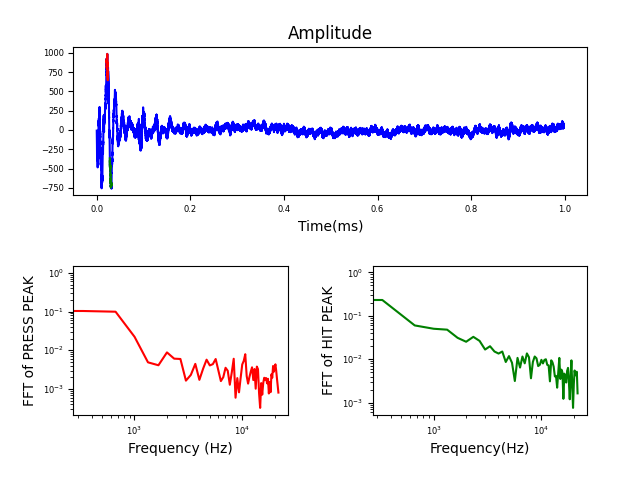 Amplitude
1000
750
500
250
0
−250
−500
−750
0.0 0.2 0.4 0.6 0.8 1.0
Time(ms)
FFT of PRESS PEAK
10⁰
10⁻¹
10⁻²
10⁻³
10³ 10⁴
Frequency (Hz)
FFT of HIT PEAK
10⁰
10⁻¹
10⁻²
10⁻³
10³ 10⁴
Frequency(Hz)